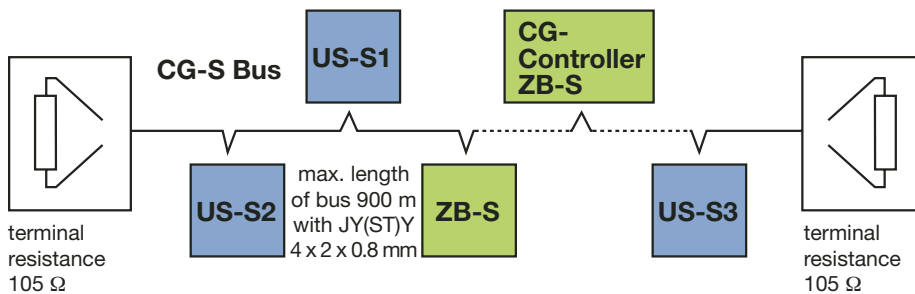 CG-S Bus
US-S1
CG-
Controller
ZB-S
US-S2
max. length
of bus 900 m
with JY(ST)Y
4 x 2 x 0.8 mm
ZB-S
US-S3
terminal
resistance
105 Ω
terminal
resistance
105 Ω